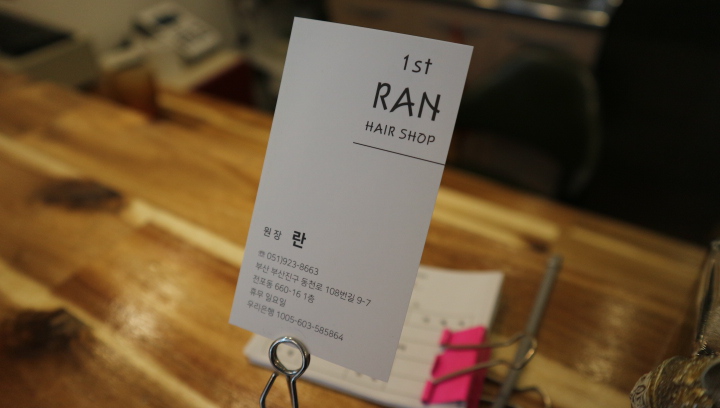 1st
RAN
HAIR SHOP
원장 란
☎ 051)923-8663
부산 부산진구 동천로 108번길 9-7
전포동 660-16 1층
휴무 일요일
우리은행 1005-603-585864